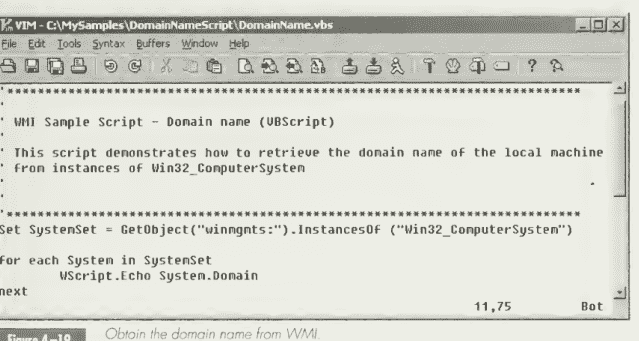 VIM - C:\MySamples\DomainNameScript\DomainName.vbs
File Edit Tools Syntax Buffers Window Help
'****************************************************************************
'
' WMI Sample Script - Domain name (VBScript)
'
' This script demonstrates how to retrieve the domain name of the local machine
' from instances of Win32_ComputerSystem
'
'
'****************************************************************************
Set SystemSet = GetObject("winmgmts:").InstancesOf ("Win32_ComputerSystem")
for each System in SystemSet
WScript.Echo System.Domain
next
11,75 Bot
Figure 4-19 Obtain the domain name from WMI.